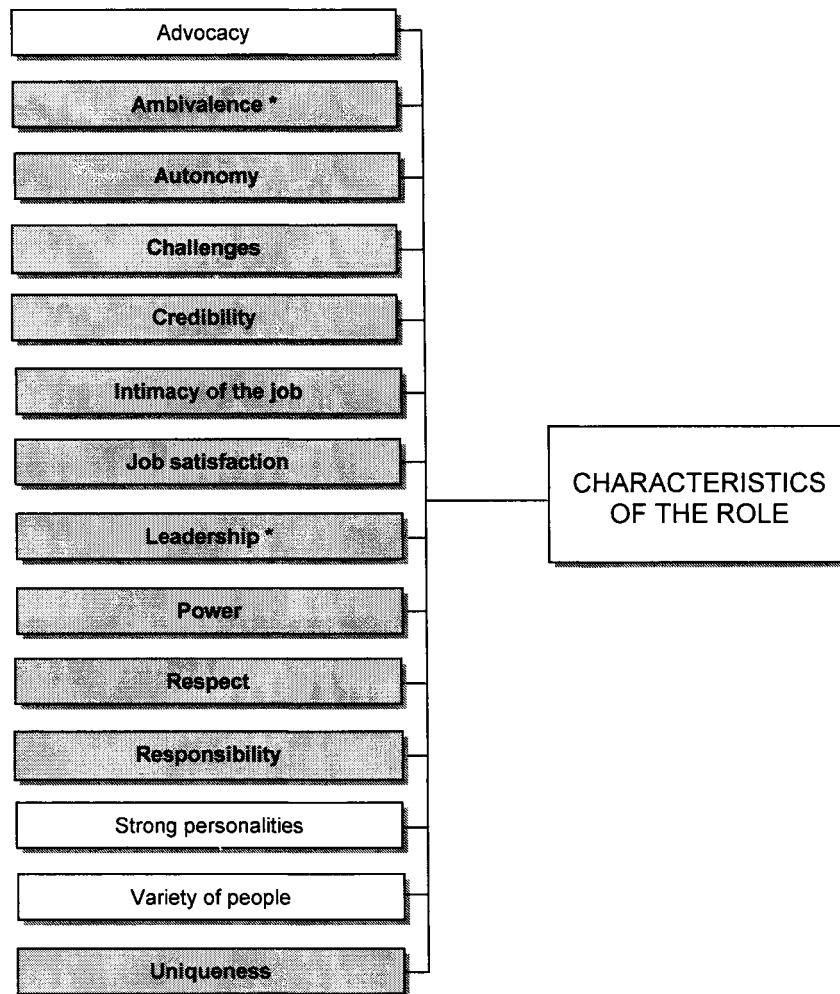 Advocacy
Ambivalence *
Autonomy
Challenges
Credibility
Intimacy of the job
Job satisfaction
Leadership *
Power
Respect
Responsibility
Strong personalities
Variety of people
Uniqueness
CHARACTERISTICS
OF THE ROLE